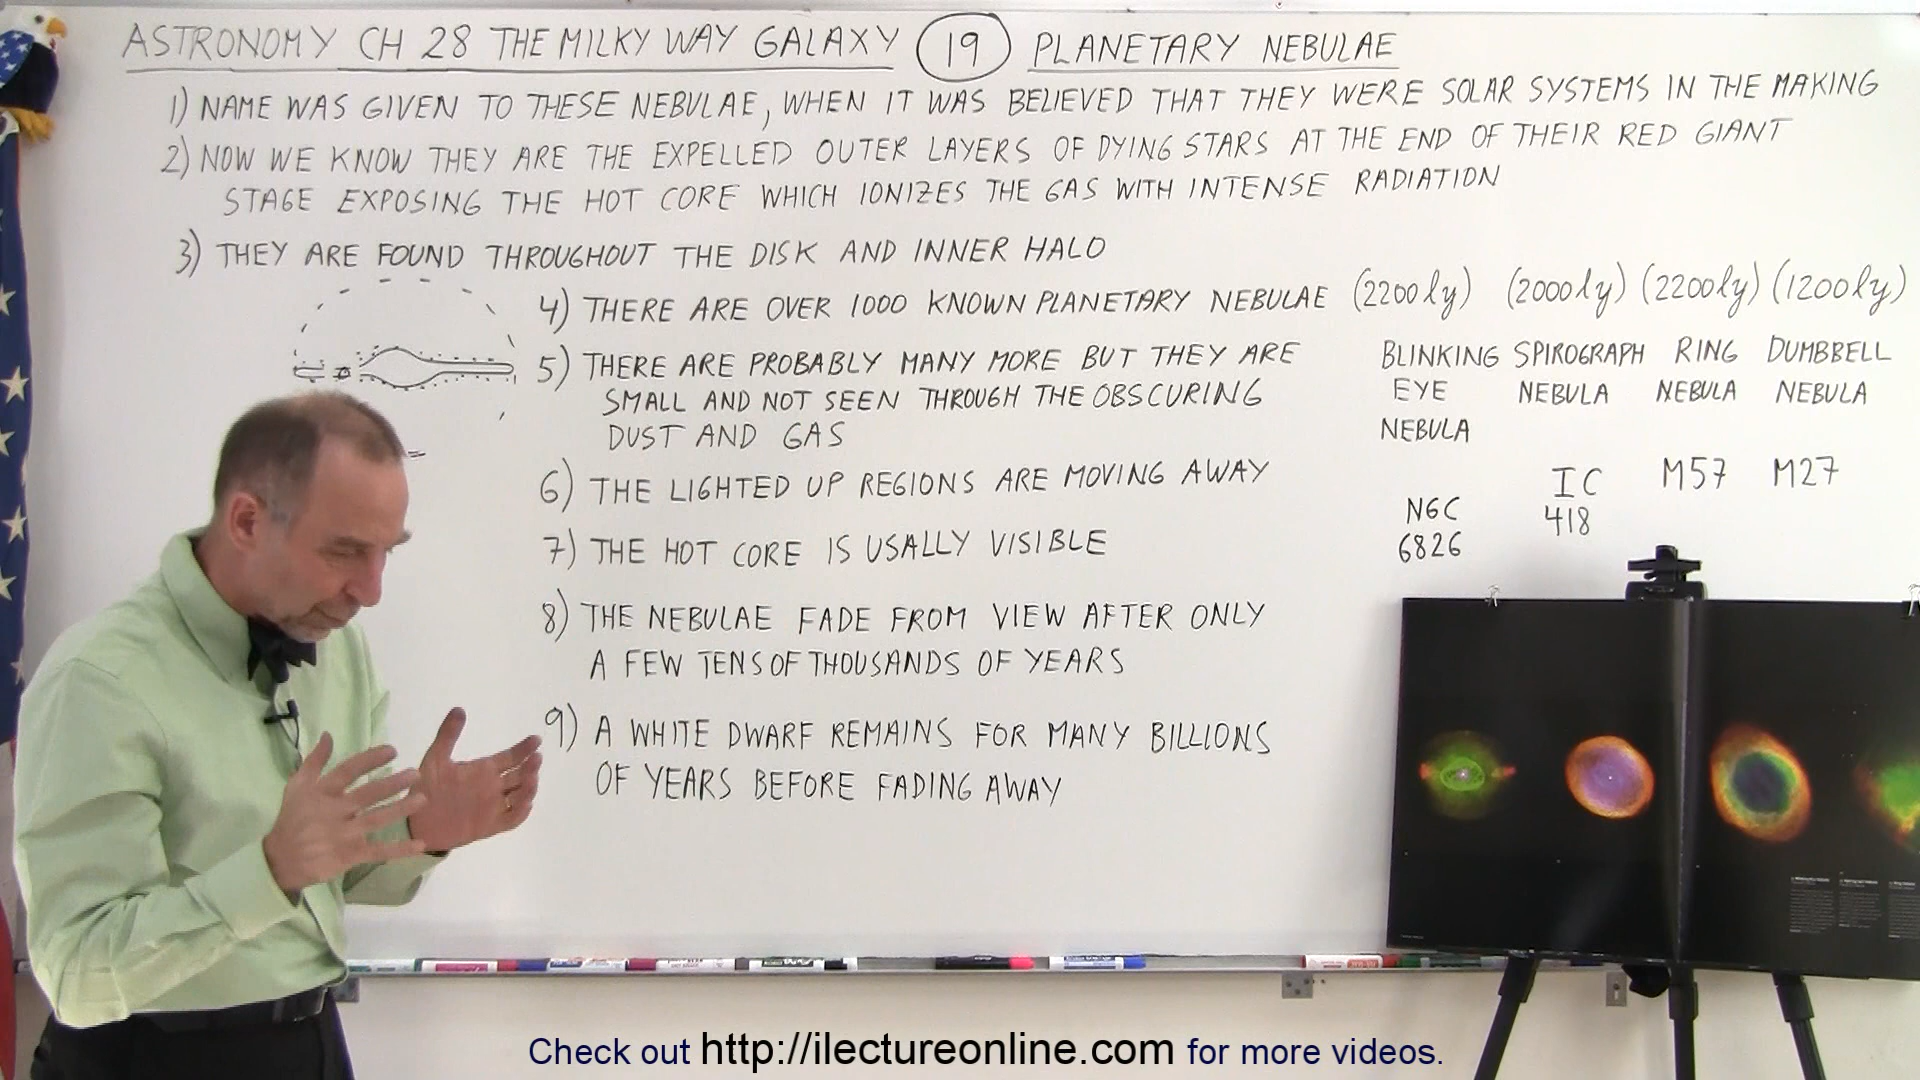 ASTRONOMY CH 28 THE MILKY WAY GALAXY 19 PLANETARY NEBULAE
1) NAME WAS GIVEN TO THESE NEBULAE, WHEN IT WAS BELIEVED THAT THEY WERE SOLAR SYSTEMS IN THE MAKING
2) NOW WE KNOW THEY ARE THE EXPELLED OUTER LAYERS OF DYING STARS AT THE END OF THEIR RED GIANT
STAGE EXPOSING THE HOT CORE WHICH IONIZES THE GAS WITH INTENSE RADIATION
3) THEY ARE FOUND THROUGHOUT THE DISK AND INNER HALO
4) THERE ARE OVER 1000 KNOWN PLANETARY NEBULAE
5) THERE ARE PROBABLY MANY MORE BUT THEY ARE
SMALL AND NOT SEEN THROUGH THE OBSCURING
DUST AND GAS
6) THE LIGHTED UP REGIONS ARE MOVING AWAY
7) THE HOT CORE IS USALLY VISIBLE
8) THE NEBULAE FADE FROM VIEW AFTER ONLY
A FEW TENS OF THOUSANDS OF YEARS
9) A WHITE DWARF REMAINS FOR MANY BILLIONS
OF YEARS BEFORE FADING AWAY
(2200 ly) (2000 ly) (2200 ly) (1200 ly)
BLINKING SPIROGRAPH RING DUMBBELL
EYE NEBULA NEBULA NEBULA
NEBULA
IC M57 M27
NGC 418
6826
Check out http://ilectureonline.com for more videos.